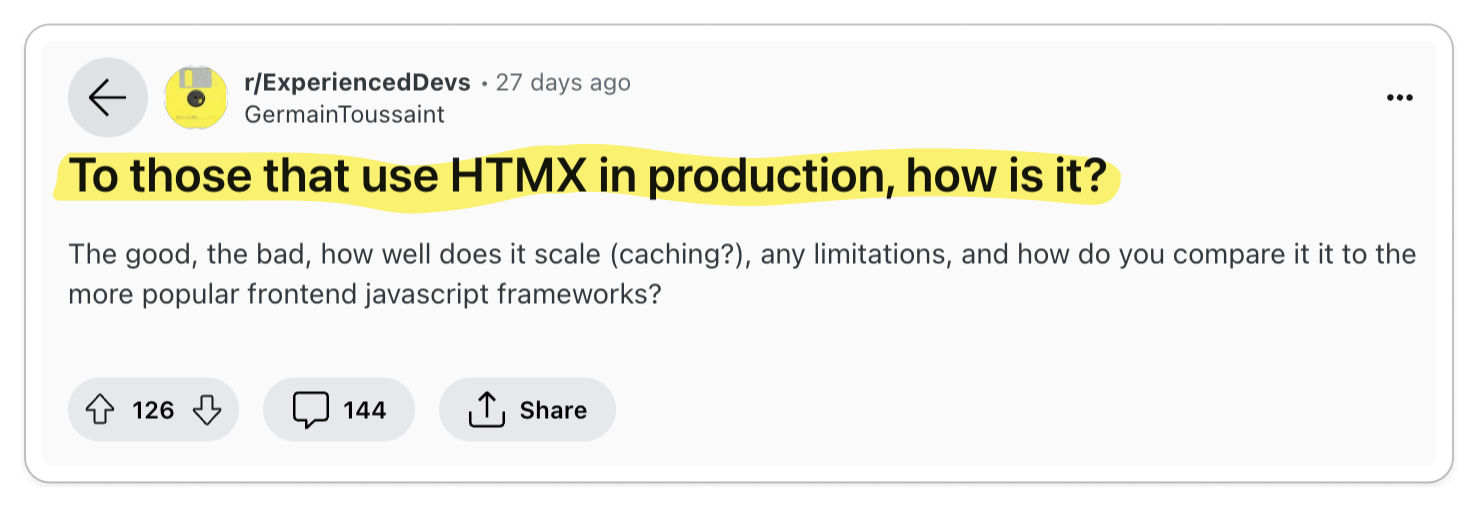 r/ExperiencedDevs • 27 days ago
GermainToussaint
To those that use HTMX in production, how is it?
The good, the bad, how well does it scale (caching?), any limitations, and how do you compare it it to the
more popular frontend javascript frameworks?
126
144
Share